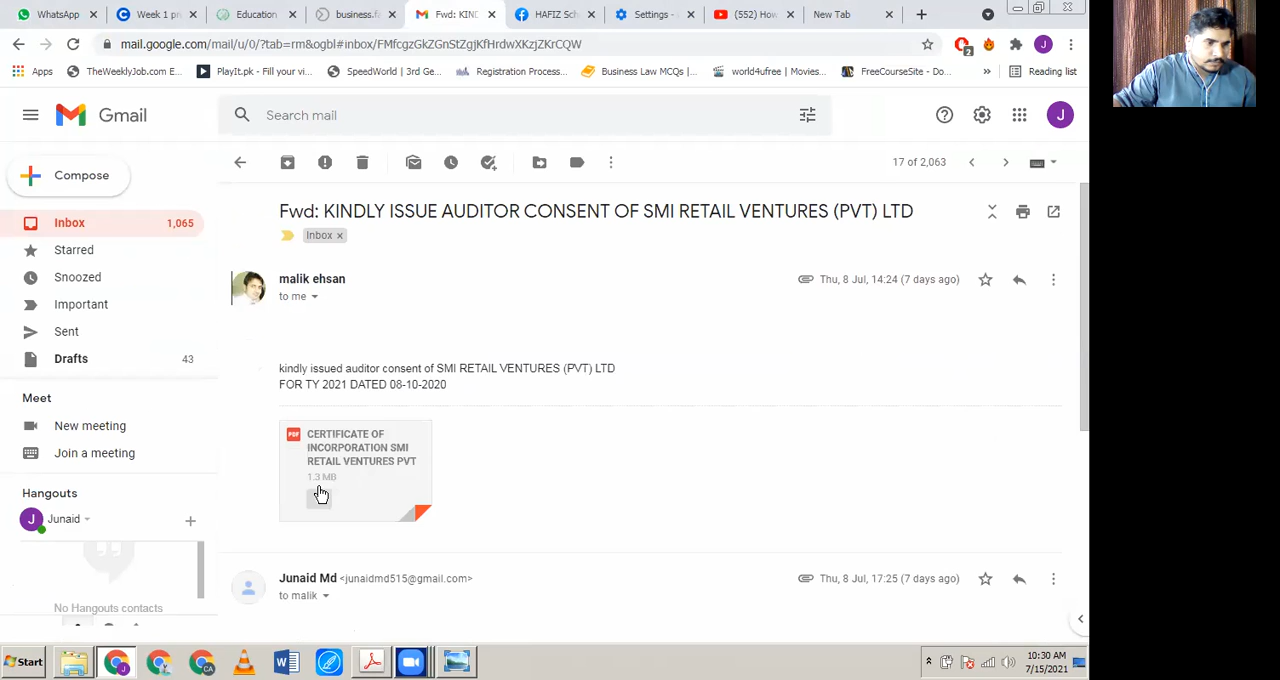 WhatsApp
Week 1 pr
Education
business.fa
Fwd: KIND
HAFIZ Sch
Settings -
(552) How
New Tab
mail.google.com/mail/u/0/?tab=rm&ogbl#inbox/FMfcgzGkZGnStZgjKfHrdwXKzjZKrCQW
2
J
Apps
TheWeeklyJob.com E...
PlayIt.pk - Fill your vi...
SpeedWorld | 3rd Ge...
Registration Process...
Business Law MCQs |...
world4ufree | Movies...
FreeCourseSite - Do...
»
Reading list
Gmail
Search mail
J
Compose
17 of 2,063
Inbox 1,065
Starred
Snoozed
Important
Sent
Drafts 43
Meet
New meeting
Join a meeting
Hangouts
J Junaid
No Hangouts contacts
Fwd: KINDLY ISSUE AUDITOR CONSENT OF SMI RETAIL VENTURES (PVT) LTD
Inbox x
malik ehsan
Thu, 8 Jul, 14:24 (7 days ago)
to me
kindly issued auditor consent of SMI RETAIL VENTURES (PVT) LTD
FOR TY 2021 DATED 08-10-2020
PDF
CERTIFICATE OF
INCORPORATION SMI
RETAIL VENTURES PVT
1.3 MB
Junaid Md <junaidmd515@gmail.com>
Thu, 8 Jul, 17:25 (7 days ago)
to malik
Start
J
CA
10:30 AM
7/15/2021